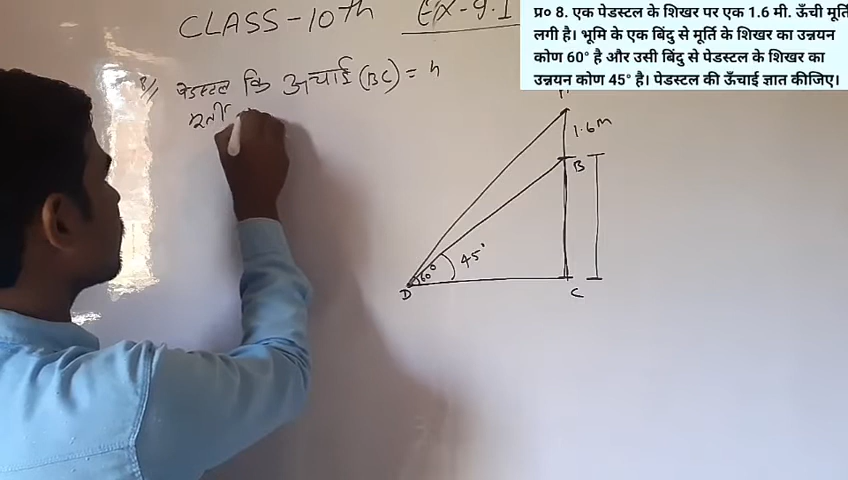 CLASS-10th EX-9.1
प्र० 8. एक पेडस्टल के शिखर पर एक 1.6 मी. ऊँची मूर्ति
लगी है। भूमि के एक बिंदु से मूर्ति के शिखर का उन्नयन
कोण 60° है और उसी बिंदु से पेडस्टल के शिखर का
उन्नयन कोण 45° है। पेडस्टल की ऊँचाई ज्ञात कीजिए।
8// पेडस्टल कि ऊचाई (BC) = h
मूर्ती
1.6m
B
45°
60°
D
C